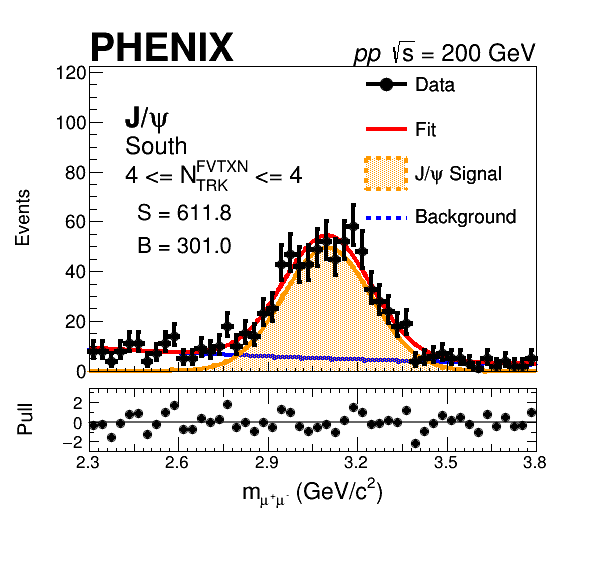 PHENIX
pp √s = 200 GeV
Events
120
100
80
60
40
20
0
J/ψ
South
4 <= N_TRK^FVTXN <= 4
S = 611.8
B = 301.0
Data
Fit
J/ψ Signal
Background
Pull
2
0
−2
2.3 2.6 2.9 3.2 3.5 3.8
m_μ⁺μ⁻ (GeV/c²)